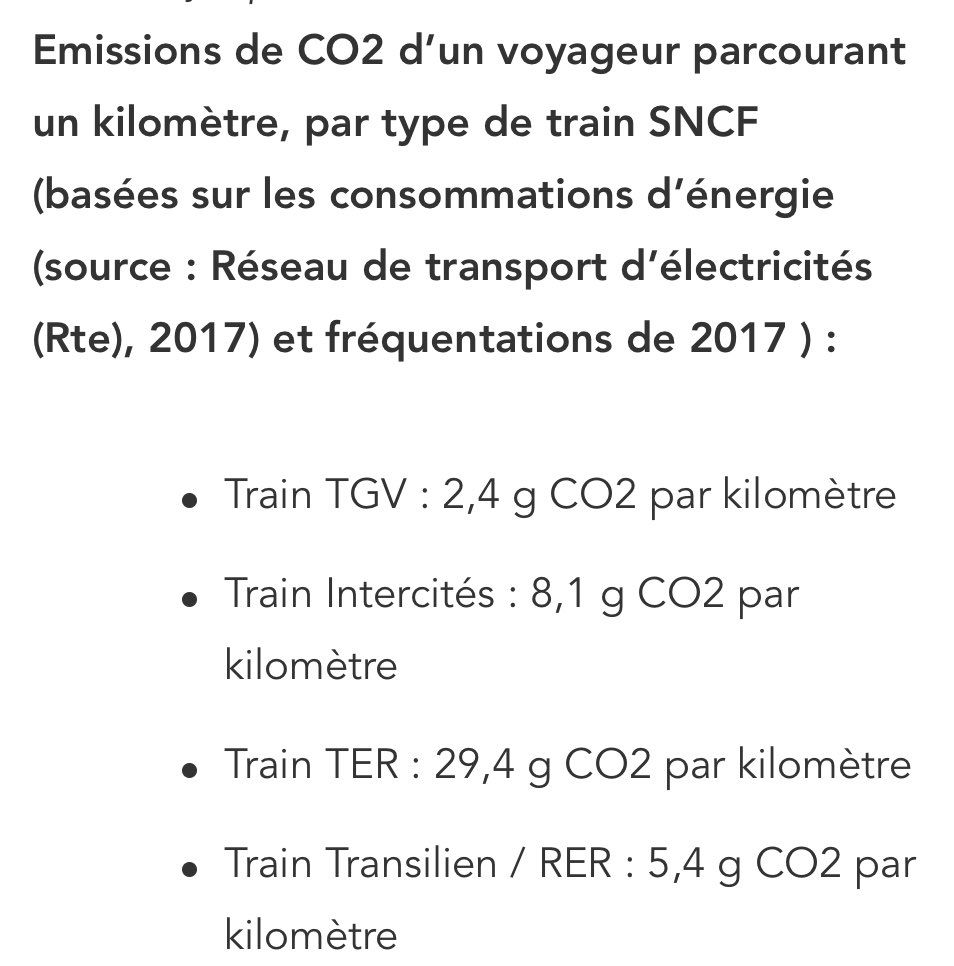 Emissions de CO2 d’un voyageur parcourant
un kilomètre, par type de train SNCF
(basées sur les consommations d’énergie
(source : Réseau de transport d’électricités
(Rte), 2017) et fréquentations de 2017 ) :
• Train TGV : 2,4 g CO2 par kilomètre
• Train Intercités : 8,1 g CO2 par
kilomètre
• Train TER : 29,4 g CO2 par kilomètre
• Train Transilien / RER : 5,4 g CO2 par
kilomètre